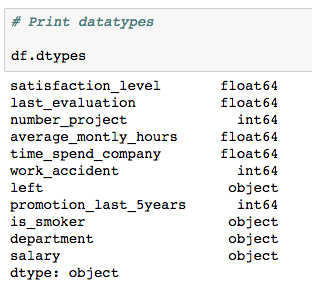 # Print datatypes
df.dtypes
satisfaction_level float64
last_evaluation float64
number_project int64
average_montly_hours float64
time_spend_company float64
work_accident int64
left object
promotion_last_5years int64
is_smoker object
department object
salary object
dtype: object